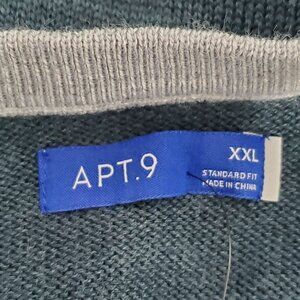 APT.9
XXL
STANDARD FIT
MADE IN CHINA